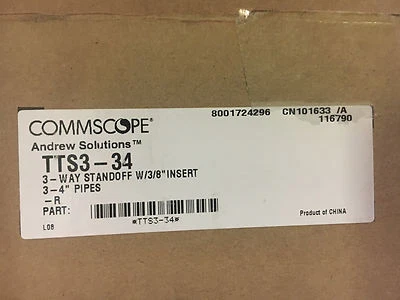 8001724296 CN101633 /A
116790
COMMSCOPE®
Andrew Solutions™
TTS3-34
3-WAY STANDOFF W/3/8"INSERT
3-4" PIPES
-R
PART:
*TTS3-34*
L08
Product of CHINA